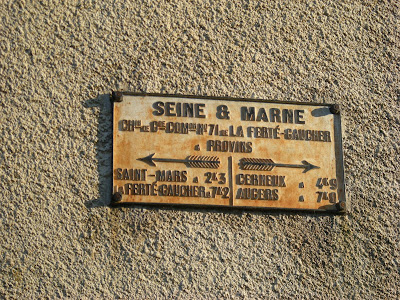 SEINE & MARNE
CHIN DE GDE COMMON N° 71 DE LA FERTÉ-GAUCHER
à PROVINS
SAINT-MARS à 2K3
LA FERTÉ-GAUCHER à 7K2
CERNEUX à 4K9
AUGERS à 7K0